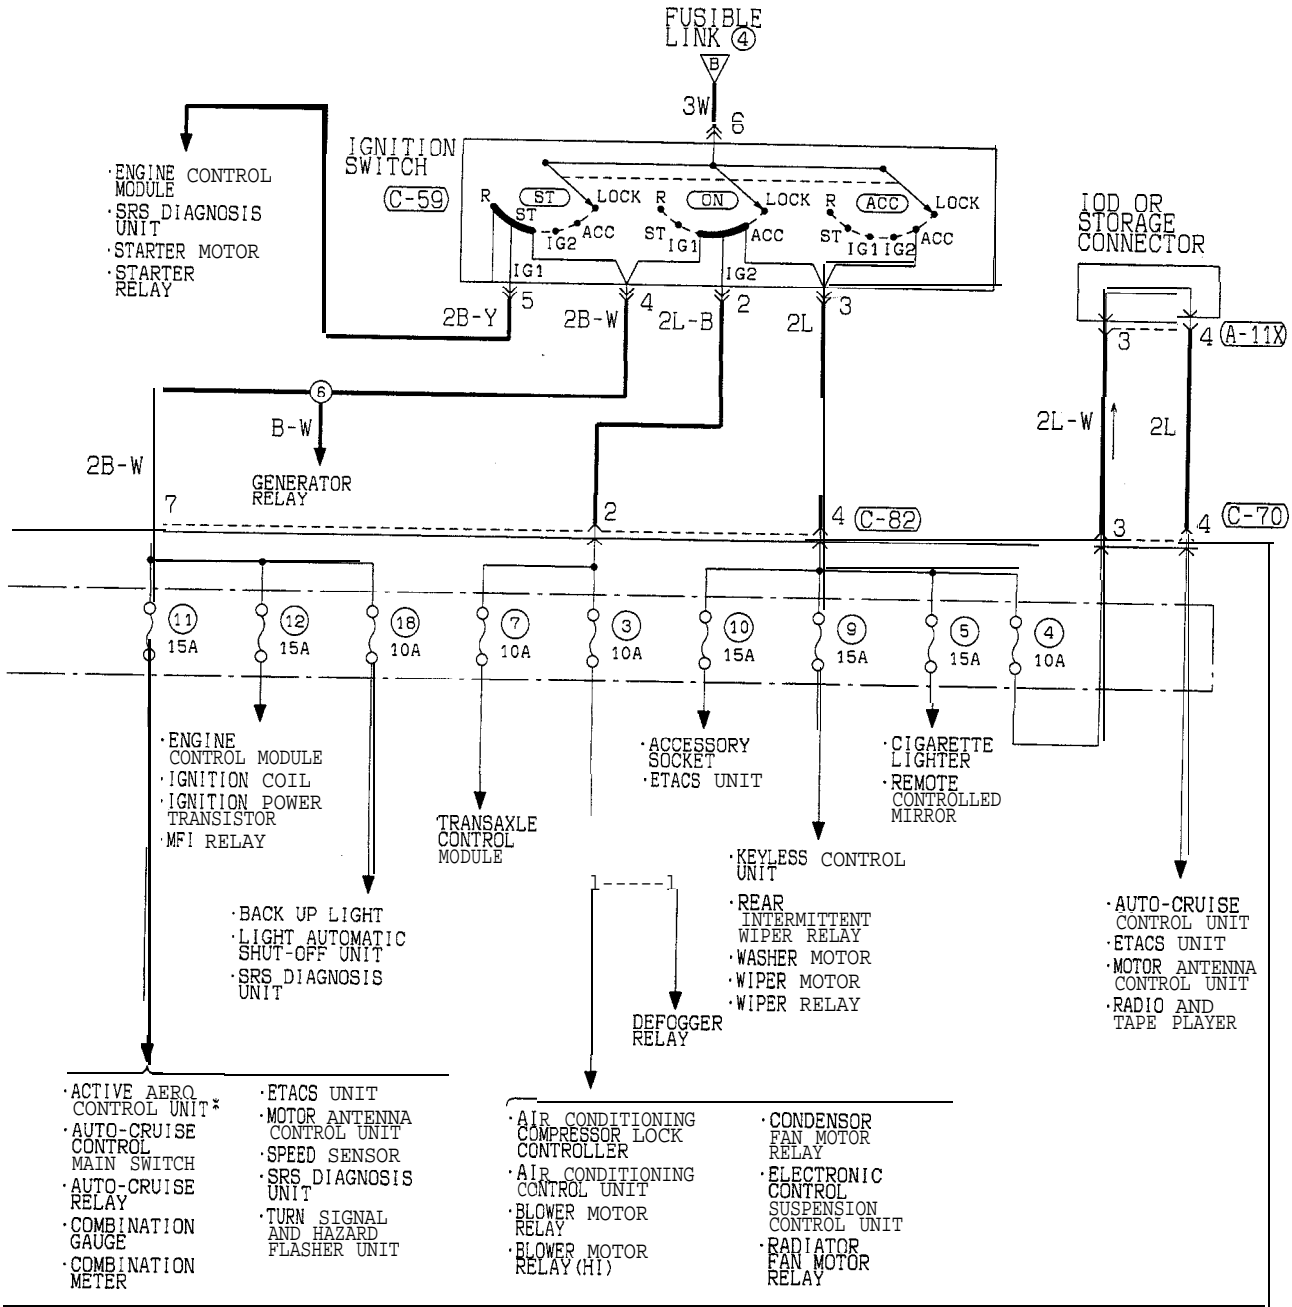 FUSIBLE
LINK ④
B
3W
6
IGNITION
SWITCH
C-59
R
ST
LOCK
ST
IG2
ACC
IG1
R
ON
LOCK
ST
IG1
ACC
IG2
R
ACC
LOCK
ST
IG1 IG2
ACC
·ENGINE CONTROL
MODULE
·SRS DIAGNOSIS
UNIT
·STARTER MOTOR
·STARTER
RELAY
IOD OR
STORAGE
CONNECTOR
5
4
2
3
2B-Y
2B-W
2L-B
2L
3
4
A-11X
6
B-W
GENERATOR
RELAY
2B-W
2L-W
2L
7
2
4
C-82
3
4
C-70
⑪
15A
⑫
15A
⑱
10A
⑦
10A
③
10A
⑩
15A
⑨
15A
⑤
15A
④
10A
·ENGINE
CONTROL MODULE
·IGNITION COIL
·IGNITION POWER
TRANSISTOR
·MFI RELAY
·BACK UP LIGHT
·LIGHT AUTOMATIC
SHUT-OFF UNIT
·SRS DIAGNOSIS
UNIT
TRANSAXLE
CONTROL
MODULE
·ACCESSORY
SOCKET
·ETACS UNIT
·CIGARETTE
LIGHTER
·REMOTE
CONTROLLED
MIRROR
·KEYLESS CONTROL
UNIT
·REAR
INTERMITTENT
WIPER RELAY
·WASHER MOTOR
·WIPER MOTOR
·WIPER RELAY
DEFOGGER
RELAY
·AUTO-CRUISE
CONTROL UNIT
·ETACS UNIT
·MOTOR ANTENNA
CONTROL UNIT
·RADIO AND
TAPE PLAYER
·ACTIVE AERO
CONTROL UNIT*
·AUTO-CRUISE
CONTROL
MAIN SWITCH
·AUTO-CRUISE
RELAY
·COMBINATION
GAUGE
·COMBINATION
METER
·ETACS UNIT
·MOTOR ANTENNA
CONTROL UNIT
·SPEED SENSOR
·SRS DIAGNOSIS
UNIT
·TURN SIGNAL
AND HAZARD
FLASHER UNIT
·AIR CONDITIONING
COMPRESSOR LOCK
CONTROLLER
·AIR CONDITIONING
CONTROL UNIT
·BLOWER MOTOR
RELAY
·BLOWER MOTOR
RELAY(HI)
·CONDENSOR
FAN MOTOR
RELAY
·ELECTRONIC
CONTROL
SUSPENSION
CONTROL UNIT
·RADIATOR
FAN MOTOR
RELAY